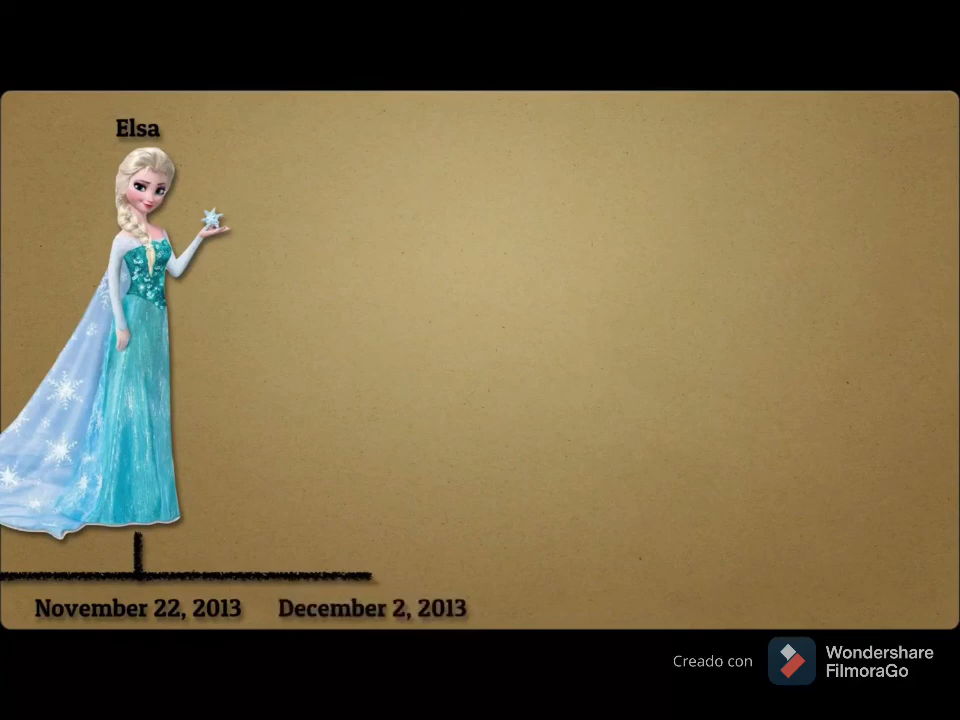 Elsa
November 22, 2013
December 2, 2013
Creado con
Wondershare
FilmoraGo